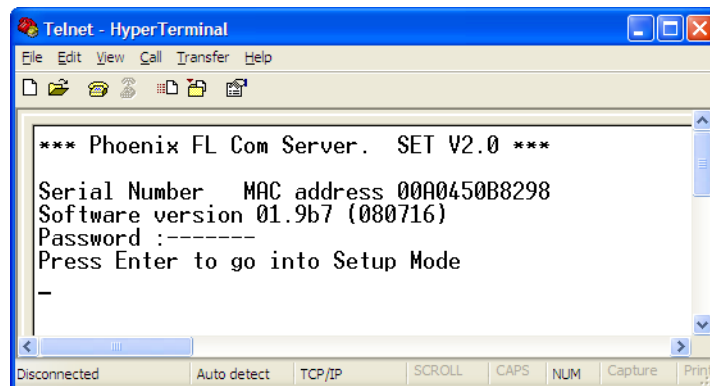 Telnet - HyperTerminal
File Edit View Call Transfer Help
*** Phoenix FL Com Server. SET V2.0 ***
Serial Number MAC address 00A0450B8298
Software version 01.9b7 (080716)
Password :-------
Press Enter to go into Setup Mode
_
Disconnected Auto detect TCP/IP SCROLL CAPS NUM Capture Prin